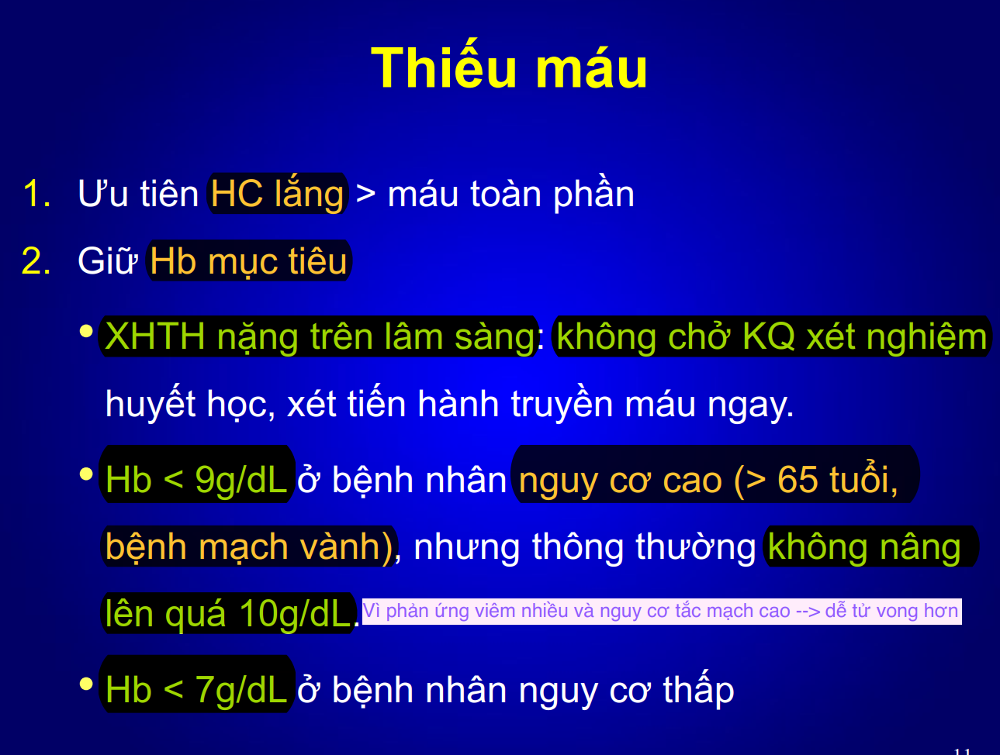 Thiếu máu
1. Ưu tiên HC lắng > máu toàn phần
2. Giữ Hb mục tiêu
• XHTH nặng trên lâm sàng: không chở KQ xét nghiệm
huyết học, xét tiến hành truyền máu ngay.
• Hb < 9g/dL ở bệnh nhân nguy cơ cao (> 65 tuổi,
bệnh mạch vành), nhưng thông thường không nâng
lên quá 10g/dL. Vì phản ứng viêm nhiều và nguy cơ tắc mạch cao --> dễ tử vong hơn
• Hb < 7g/dL ở bệnh nhân nguy cơ thấp
11